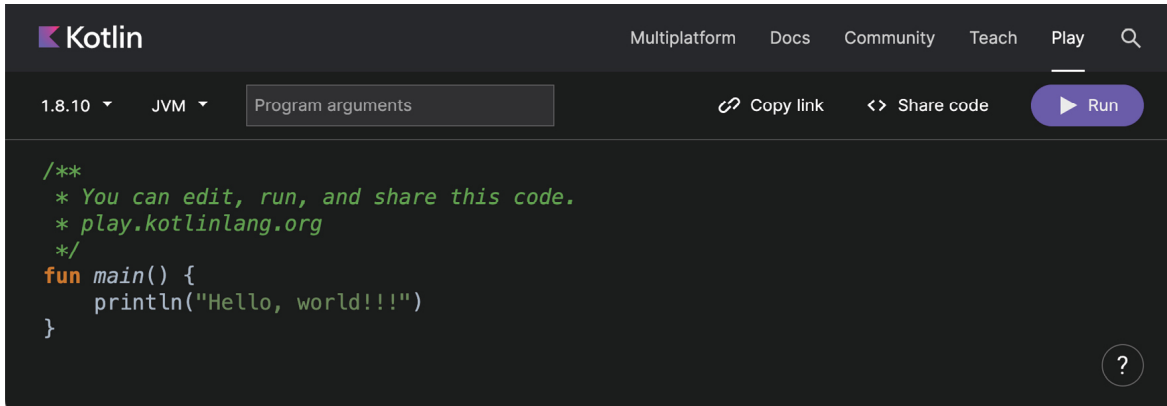 Kotlin Multiplatform Docs Community Teach Play
1.8.10 JVM Program arguments Copy link <> Share code Run
/**
 * You can edit, run, and share this code.
 * play.kotlinlang.org
 */
fun main() {
    println("Hello, world!!!")
}
?